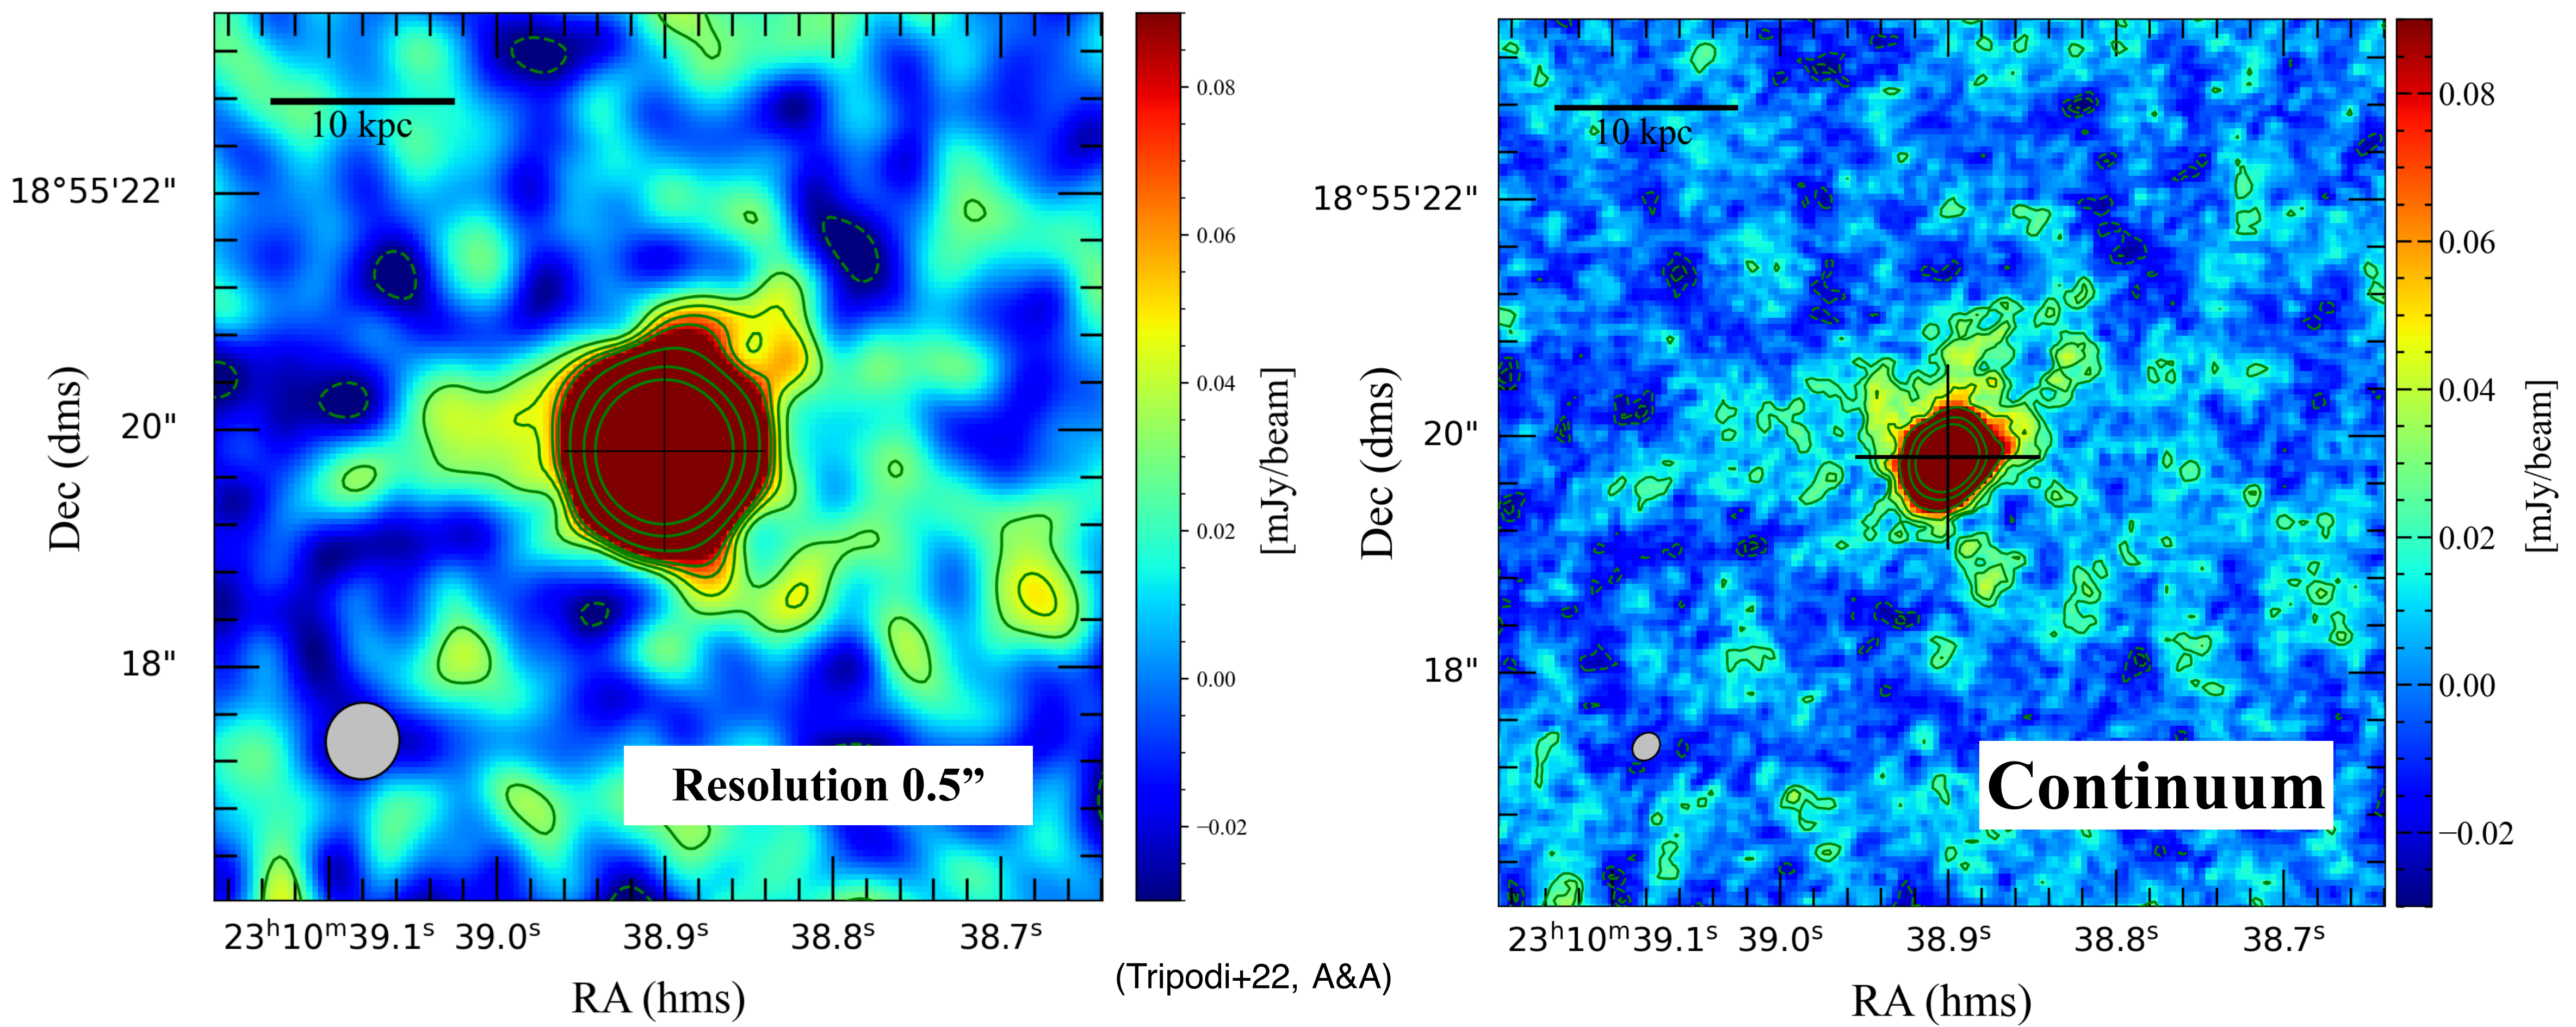 10 kpc
18°55'22"
20"
18"
Dec (dms)
23ʰ10ᵐ39.1ˢ 39.0ˢ 38.9ˢ 38.8ˢ 38.7ˢ
RA (hms)
Resolution 0.5”
0.08
0.06
0.04
0.02
0.00
−0.02
[mJy/beam]
(Tripodi+22, A&A)
10 kpc
18°55'22"
20"
18"
Dec (dms)
23ʰ10ᵐ39.1ˢ 39.0ˢ 38.9ˢ 38.8ˢ 38.7ˢ
RA (hms)
Continuum
0.08
0.06
0.04
0.02
0.00
−0.02
[mJy/beam]